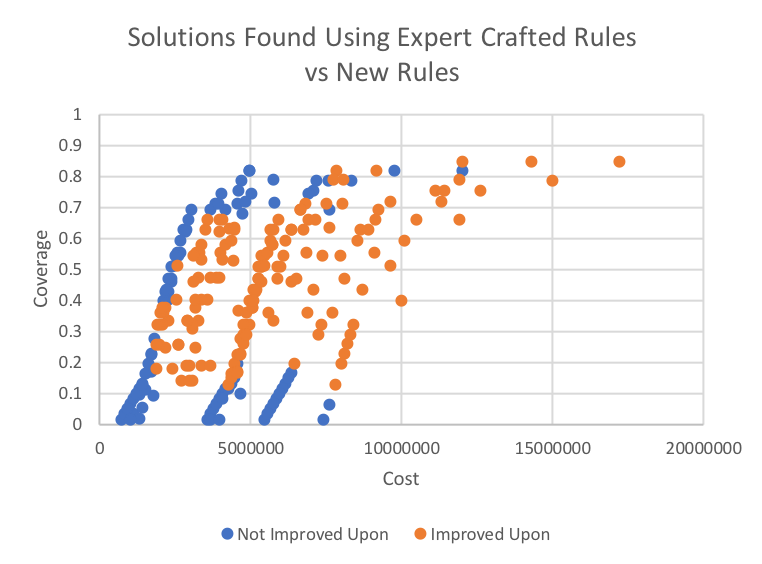 Solutions Found Using Expert Crafted Rules
vs New Rules
1
0.9
0.8
0.7
0.6
0.5
0.4
0.3
0.2
0.1
0
Coverage
0 5000000 10000000 15000000 20000000
Cost
Not Improved Upon Improved Upon